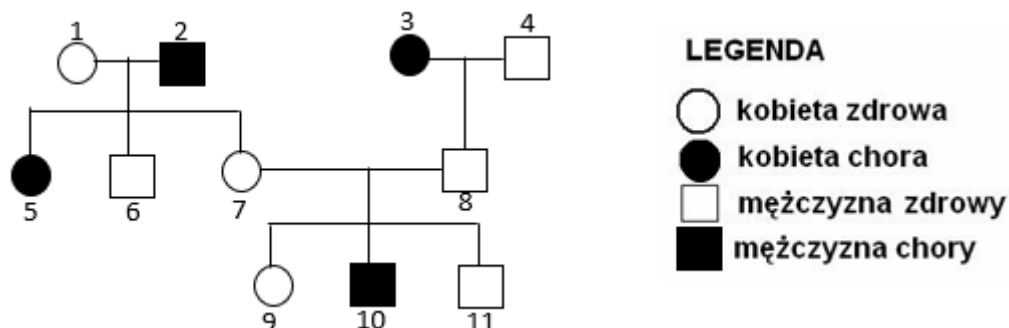 1 2 3 4
5 6 7 8
9 10 11
LEGENDA
kobieta zdrowa
kobieta chora
mężczyzna zdrowy
mężczyzna chory